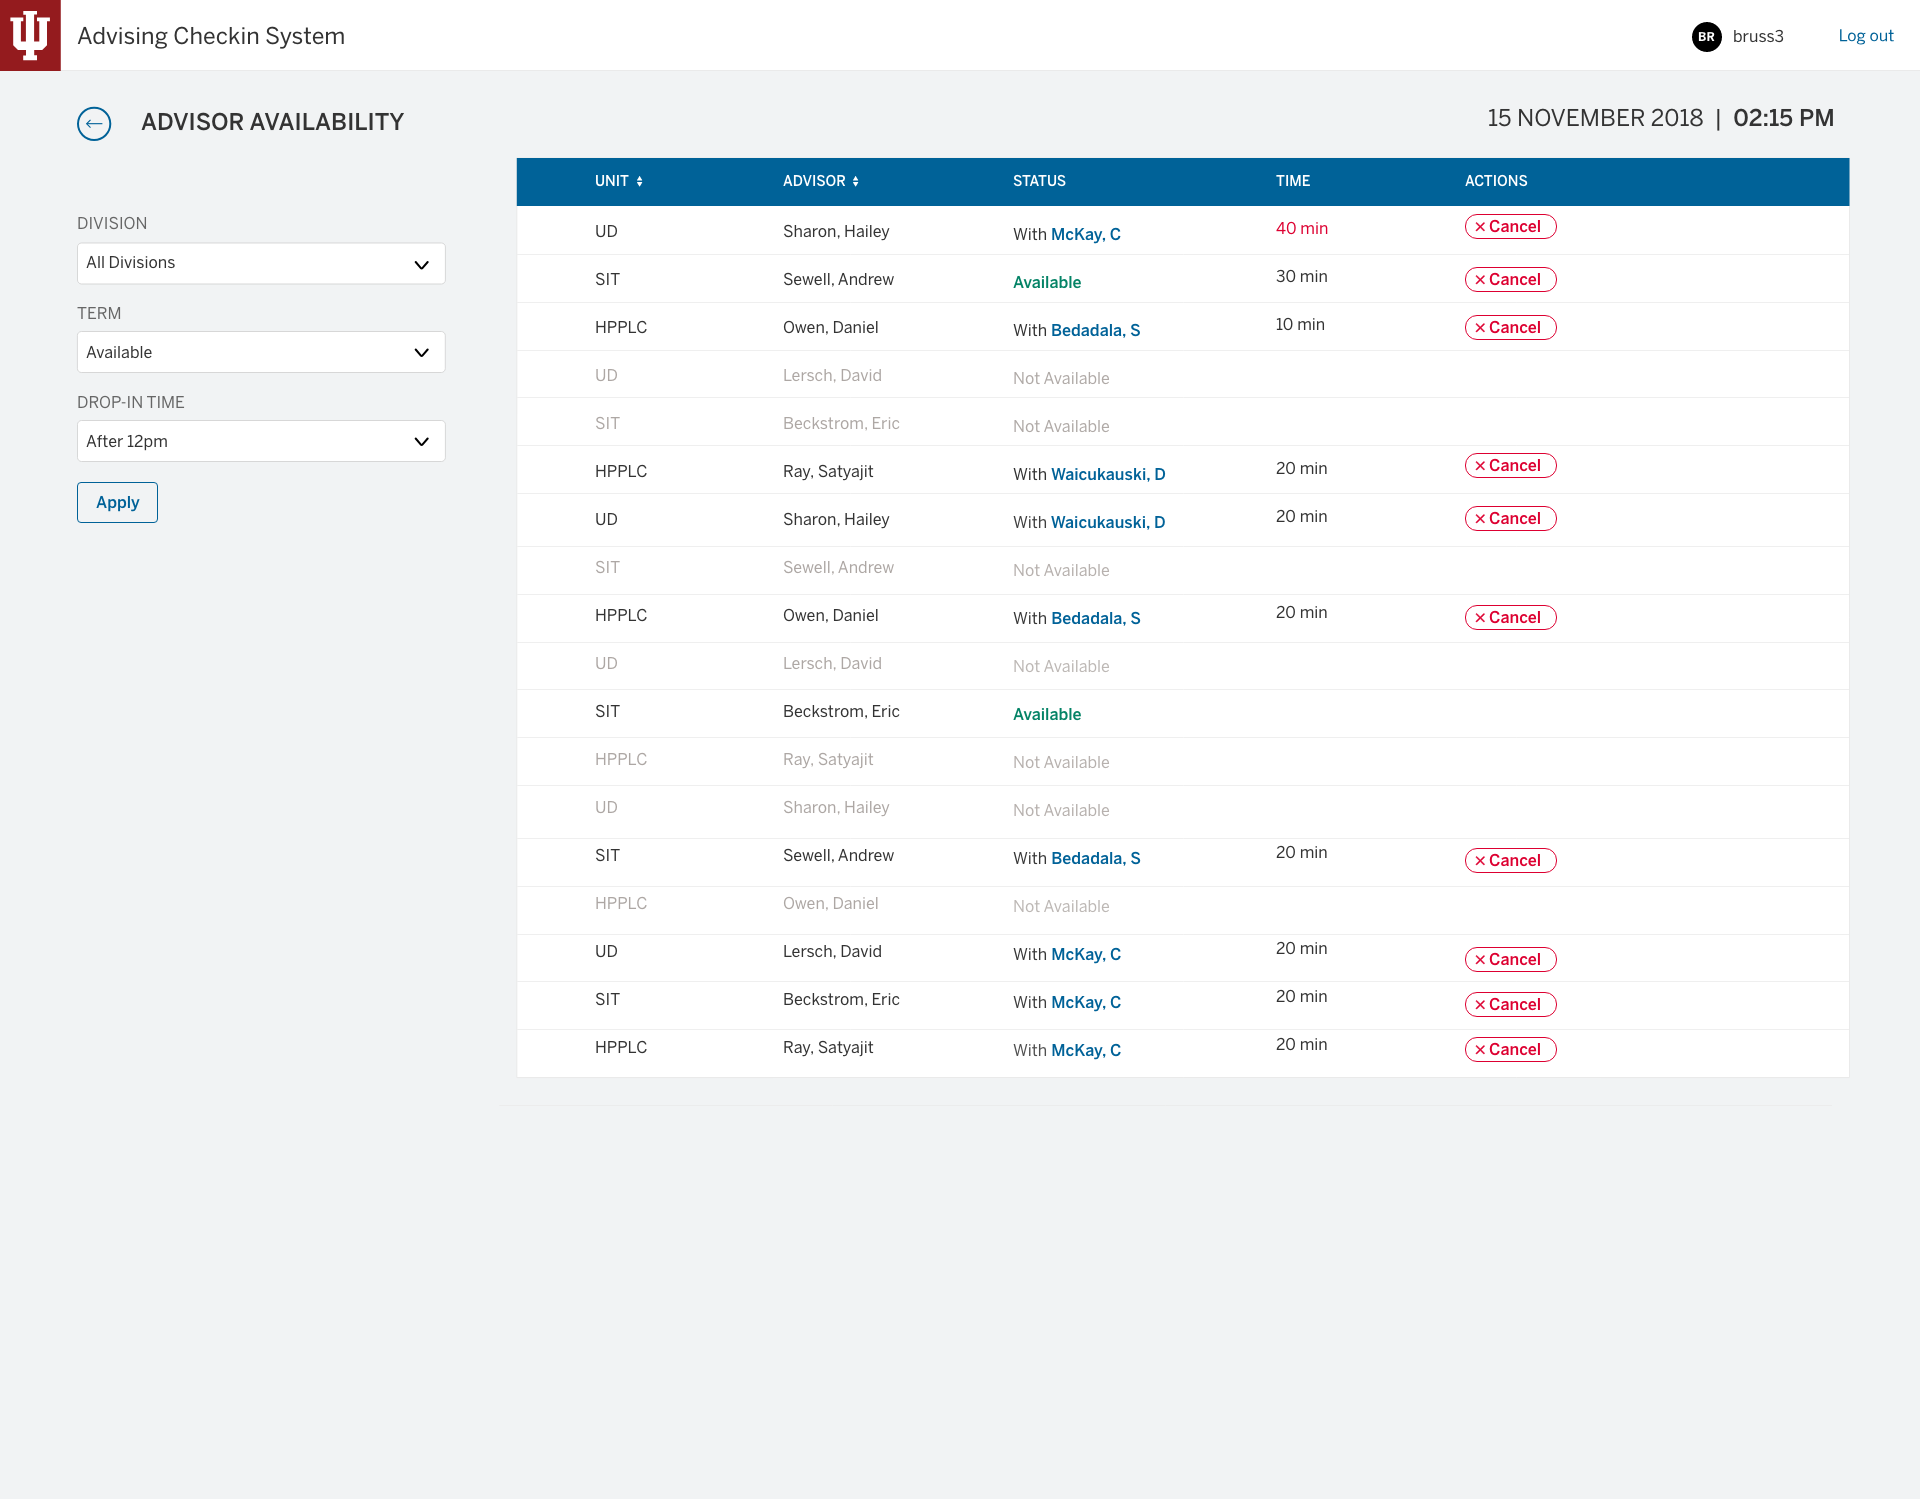 Advising Checkin System
BR bruss3 Log out
ADVISOR AVAILABILITY
15 NOVEMBER 2018 | 02:15 PM
DIVISION
All Divisions
TERM
Available
DROP-IN TIME
After 12pm
Apply
UNIT ADVISOR STATUS TIME ACTIONS
UD Sharon, Hailey With McKay, C 40 min Cancel
SIT Sewell, Andrew Available 30 min Cancel
HPPLC Owen, Daniel With Bedadala, S 10 min Cancel
UD Lersch, David Not Available
SIT Beckstrom, Eric Not Available
HPPLC Ray, Satyajit With Waicukauski, D 20 min Cancel
UD Sharon, Hailey With Waicukauski, D 20 min Cancel
SIT Sewell, Andrew Not Available
HPPLC Owen, Daniel With Bedadala, S 20 min Cancel
UD Lersch, David Not Available
SIT Beckstrom, Eric Available
HPPLC Ray, Satyajit Not Available
UD Sharon, Hailey Not Available
SIT Sewell, Andrew With Bedadala, S 20 min Cancel
HPPLC Owen, Daniel Not Available
UD Lersch, David With McKay, C 20 min Cancel
SIT Beckstrom, Eric With McKay, C 20 min Cancel
HPPLC Ray, Satyajit With McKay, C 20 min Cancel